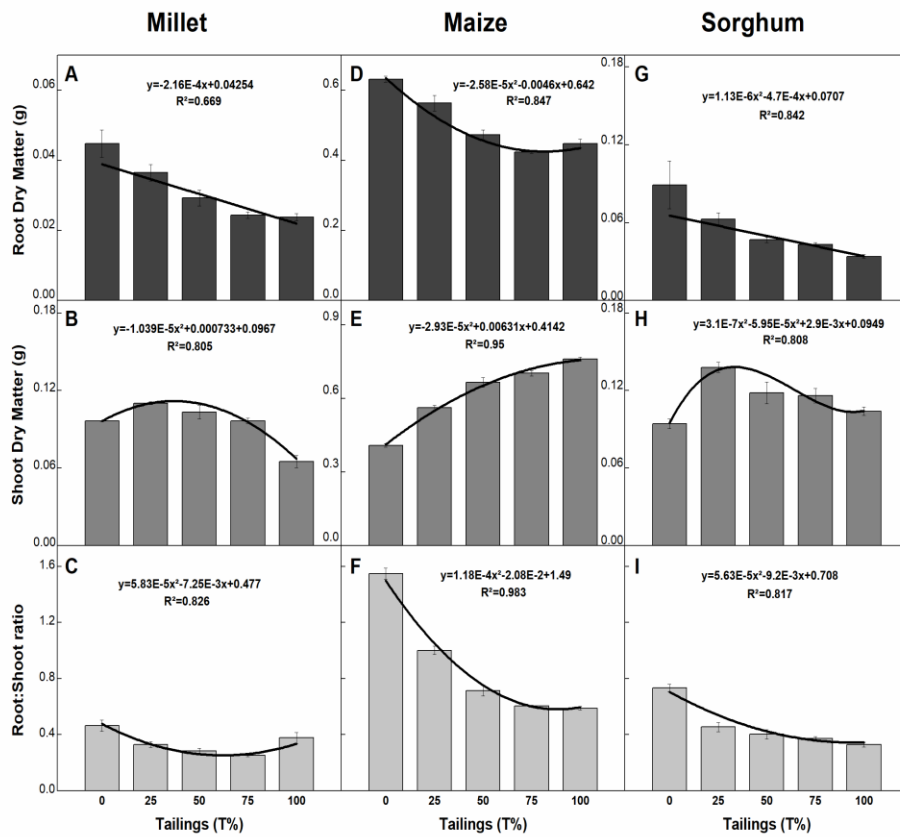 Millet
Maize
Sorghum
Root Dry Matter (g)
A
y=-2.16E-4x+0.04254
R²=0.669
0.06
0.04
0.02
0.00
D
y=-2.58E-5x²-0.0046x+0.642
R²=0.847
0.6
0.4
0.2
0.0
G
y=1.13E-6x²-4.7E-4x+0.0707
R²=0.842
0.18
0.12
0.06
0.00
Shoot Dry Matter (g)
B
y=-1.039E-5x²+0.000733+0.0967
R²=0.805
0.18
0.12
0.06
0.00
E
y=-2.93E-5x²+0.00631x+0.4142
R²=0.95
0.9
0.6
0.3
0.0
H
y=3.1E-7x²-5.95E-5x²+2.9E-3x+0.0949
R²=0.808
0.18
0.12
0.06
0.00
Root:Shoot ratio
C
y=5.83E-5x²-7.25E-3x+0.477
R²=0.826
1.6
1.2
0.8
0.4
0.0
F
y=1.18E-4x²-2.08E-2+1.49
R²=0.983
I
y=5.63E-5x²-9.2E-3x+0.708
R²=0.817
0 25 50 75 100
0 25 50 75 100
0 25 50 75 100
Tailings (T%)
Tailings (T%)
Tailings (T%)